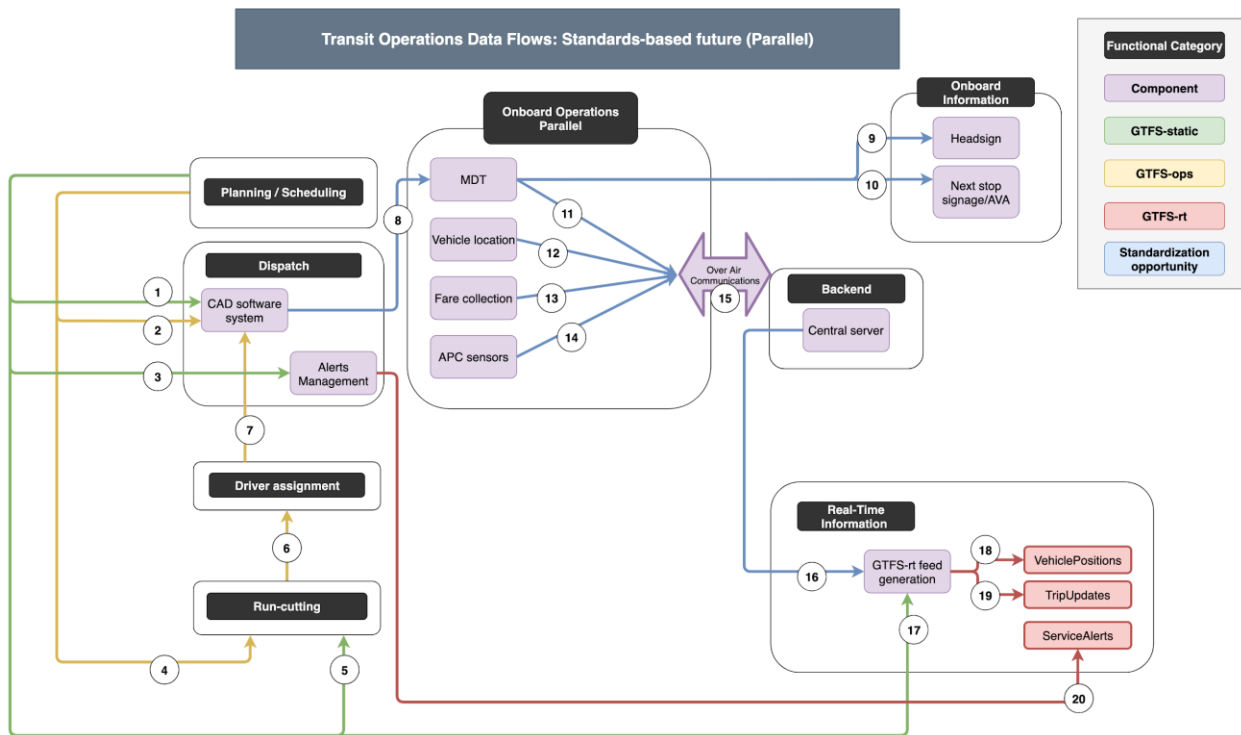 Transit Operations Data Flows: Standards-based future (Parallel)
Functional Category
Component
GTFS-static
GTFS-ops
GTFS-rt
Standardization
opportunity
Onboard
Information
Headsign
Next stop
signage/AVA
9
10
Onboard Operations
Parallel
MDT
Vehicle location
Fare collection
APC sensors
8
11
12
13
14
Over Air
Communications
15
Planning / Scheduling
Dispatch
CAD software
system
Alerts
Management
1
2
3
7
Driver assignment
6
Run-cutting
4
5
Backend
Central server
Real-Time
Information
GTFS-rt feed
generation
VehiclePositions
TripUpdates
ServiceAlerts
16
17
18
19
20